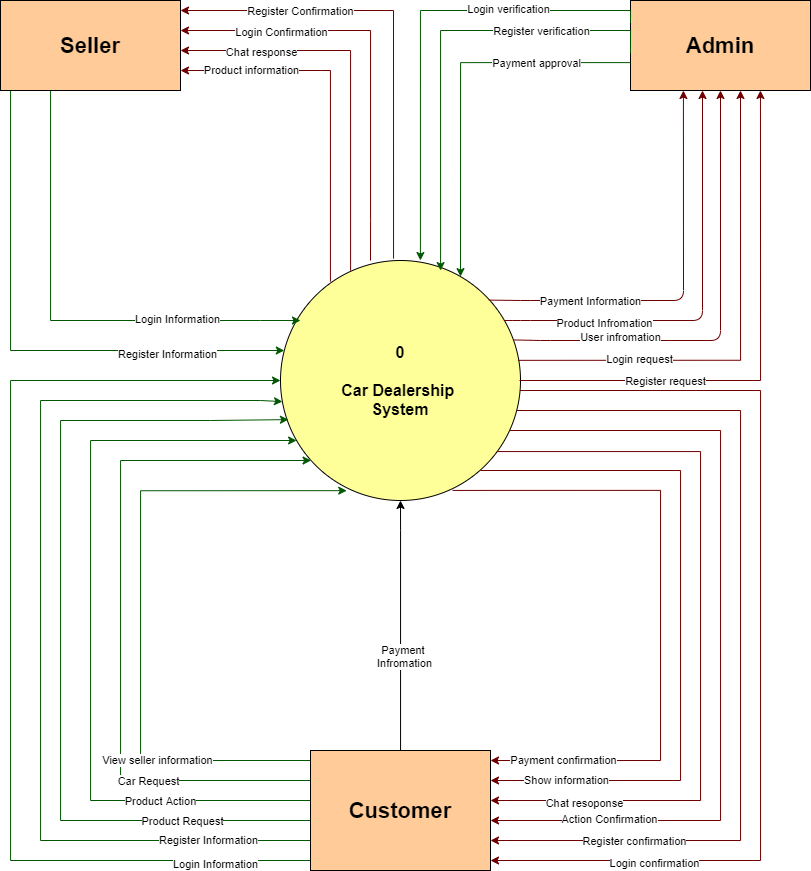 Register Confirmation
Login Confirmation
Chat response
Product information
Seller
Login verification
Register verification
Payment approval
Admin
Payment Information
Product Infromation
User infromation
Login request
Register request
Login Information
Register Information
0
Car Dealership
System
Payment
Infromation
View seller information
Car Request
Product Action
Product Request
Register Information
Login Information
Customer
Payment confirmation
Show information
Chat resoponse
Action Confirmation
Register confirmation
Login confirmation